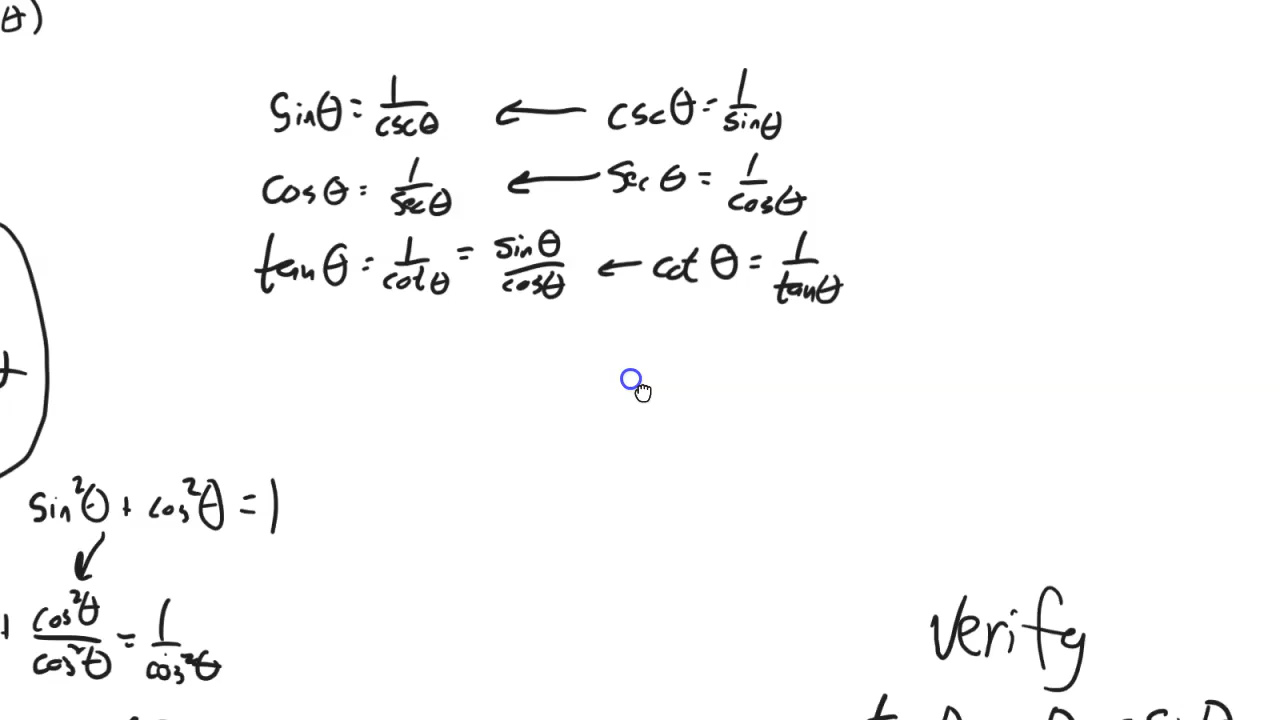 θ)
sinθ = 1/cscθ ← cscθ = 1/sinθ
cosθ = 1/secθ ← secθ = 1/cosθ
tanθ = 1/cotθ = sinθ/cosθ ← cotθ = 1/tanθ
sin²θ + cos²θ = 1
+ cos²θ/cos²θ = 1/cos²θ
Verify